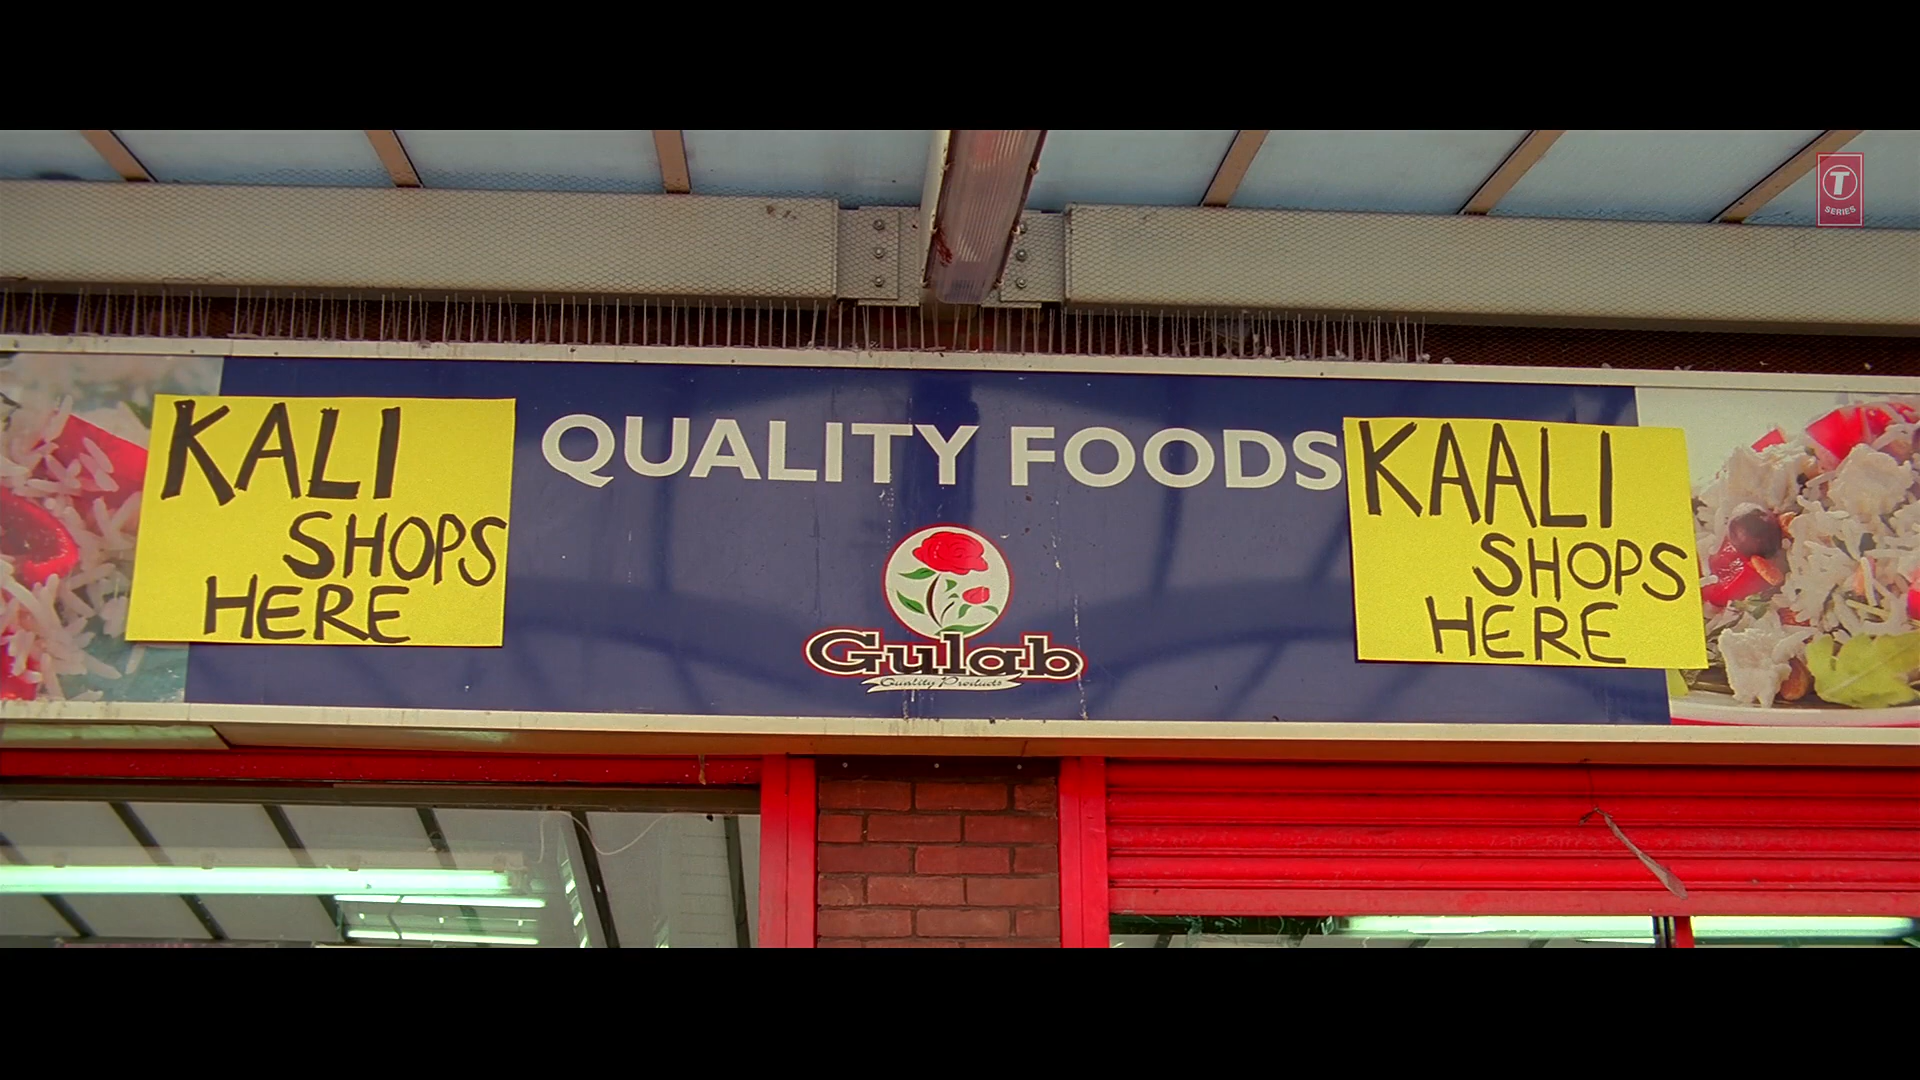 T
SERIES
KALI
SHOPS
HERE
QUALITY FOODS
Gulab
Quality Products
KAALI
SHOPS
HERE